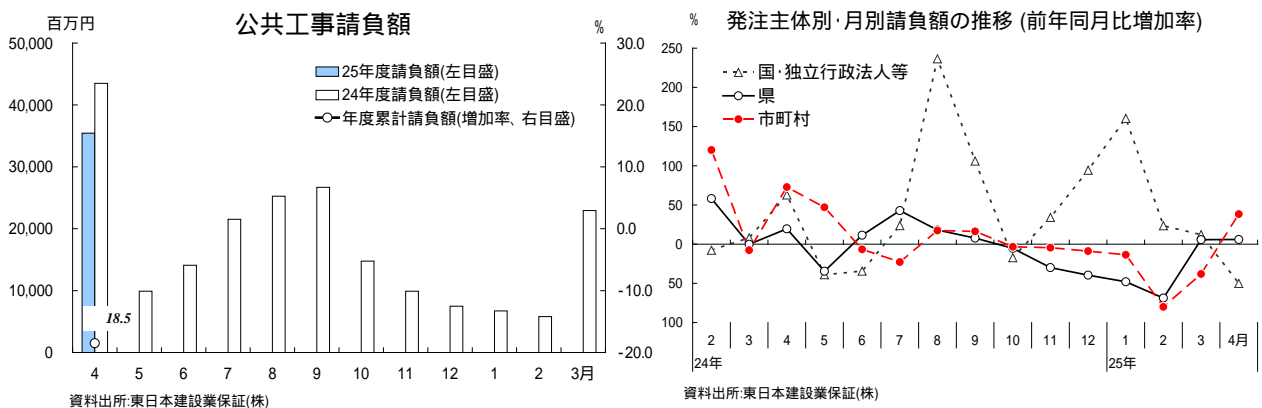 公共工事請負額
百万円
%
50,000
40,000
30,000
20,000
10,000
0
30.0
20.0
10.0
0.0
-10.0
-20.0
25年度請負額(左目盛)
24年度請負額(左目盛)
年度累計請負額(増加率、右目盛)
18.5
4 5 6 7 8 9 10 11 12 1 2 3月
資料出所:東日本建設業保証(株)
発注主体別・月別請負額の推移 (前年同月比増加率)
%
250
200
150
100
50
0
50
100
国・独立行政法人等
県
市町村
2 3 4 5 6 7 8 9 10 11 12 1 2 3 4月
24年 25年
資料出所:東日本建設業保証(株)